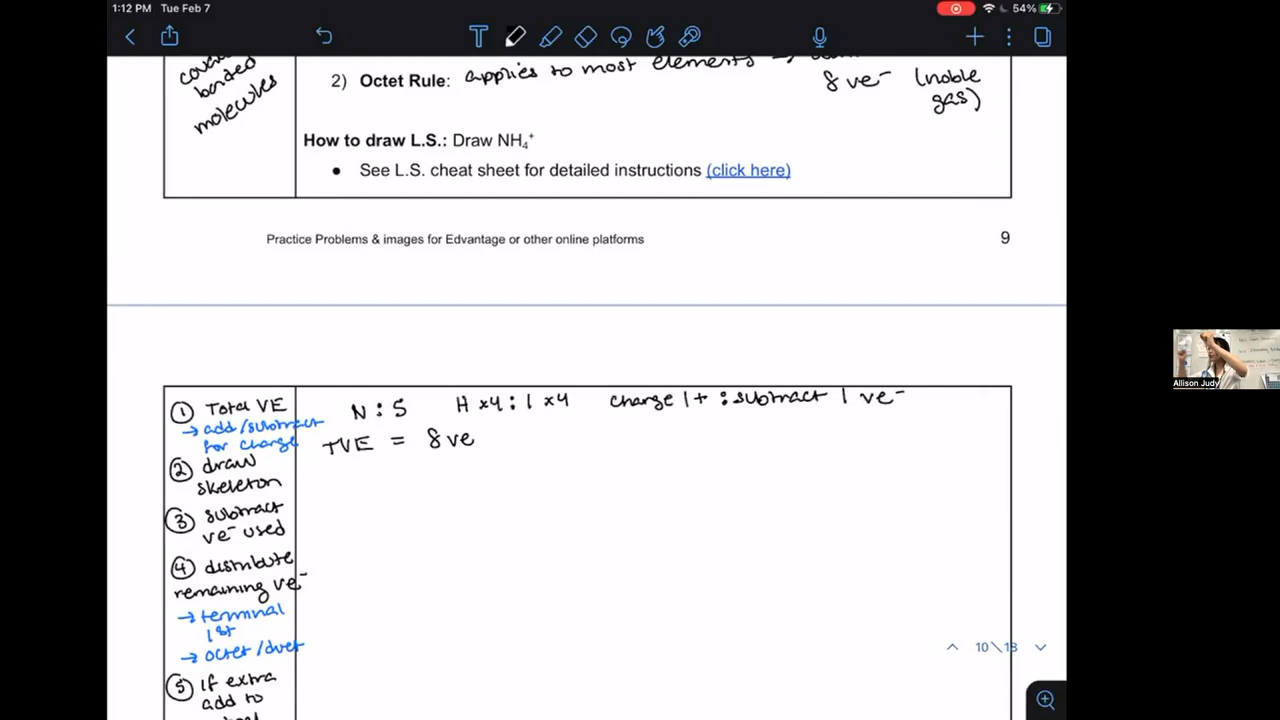 1:12 PM Tue Feb 7
54%
bonded
molecules
2) Octet Rule: applies to most elements →
8 ve⁻ (noble
gas)
How to draw L.S.: Draw NH₄⁺
● See L.S. cheat sheet for detailed instructions (click here)
Practice Problems & images for Edvantage or other online platforms
9
① Total VE
→ add/subtract
for charge
② draw
skeleton
③ subtract
ve⁻ used
④ distribute
remaining ve⁻
→ terminal
1st
→ octet/duet
⑤ if extra
add to
N : 5 H x4 : 1 x4 charge 1+ : subtract 1 ve⁻
TVE = 8 ve
10\13
Allison Judy